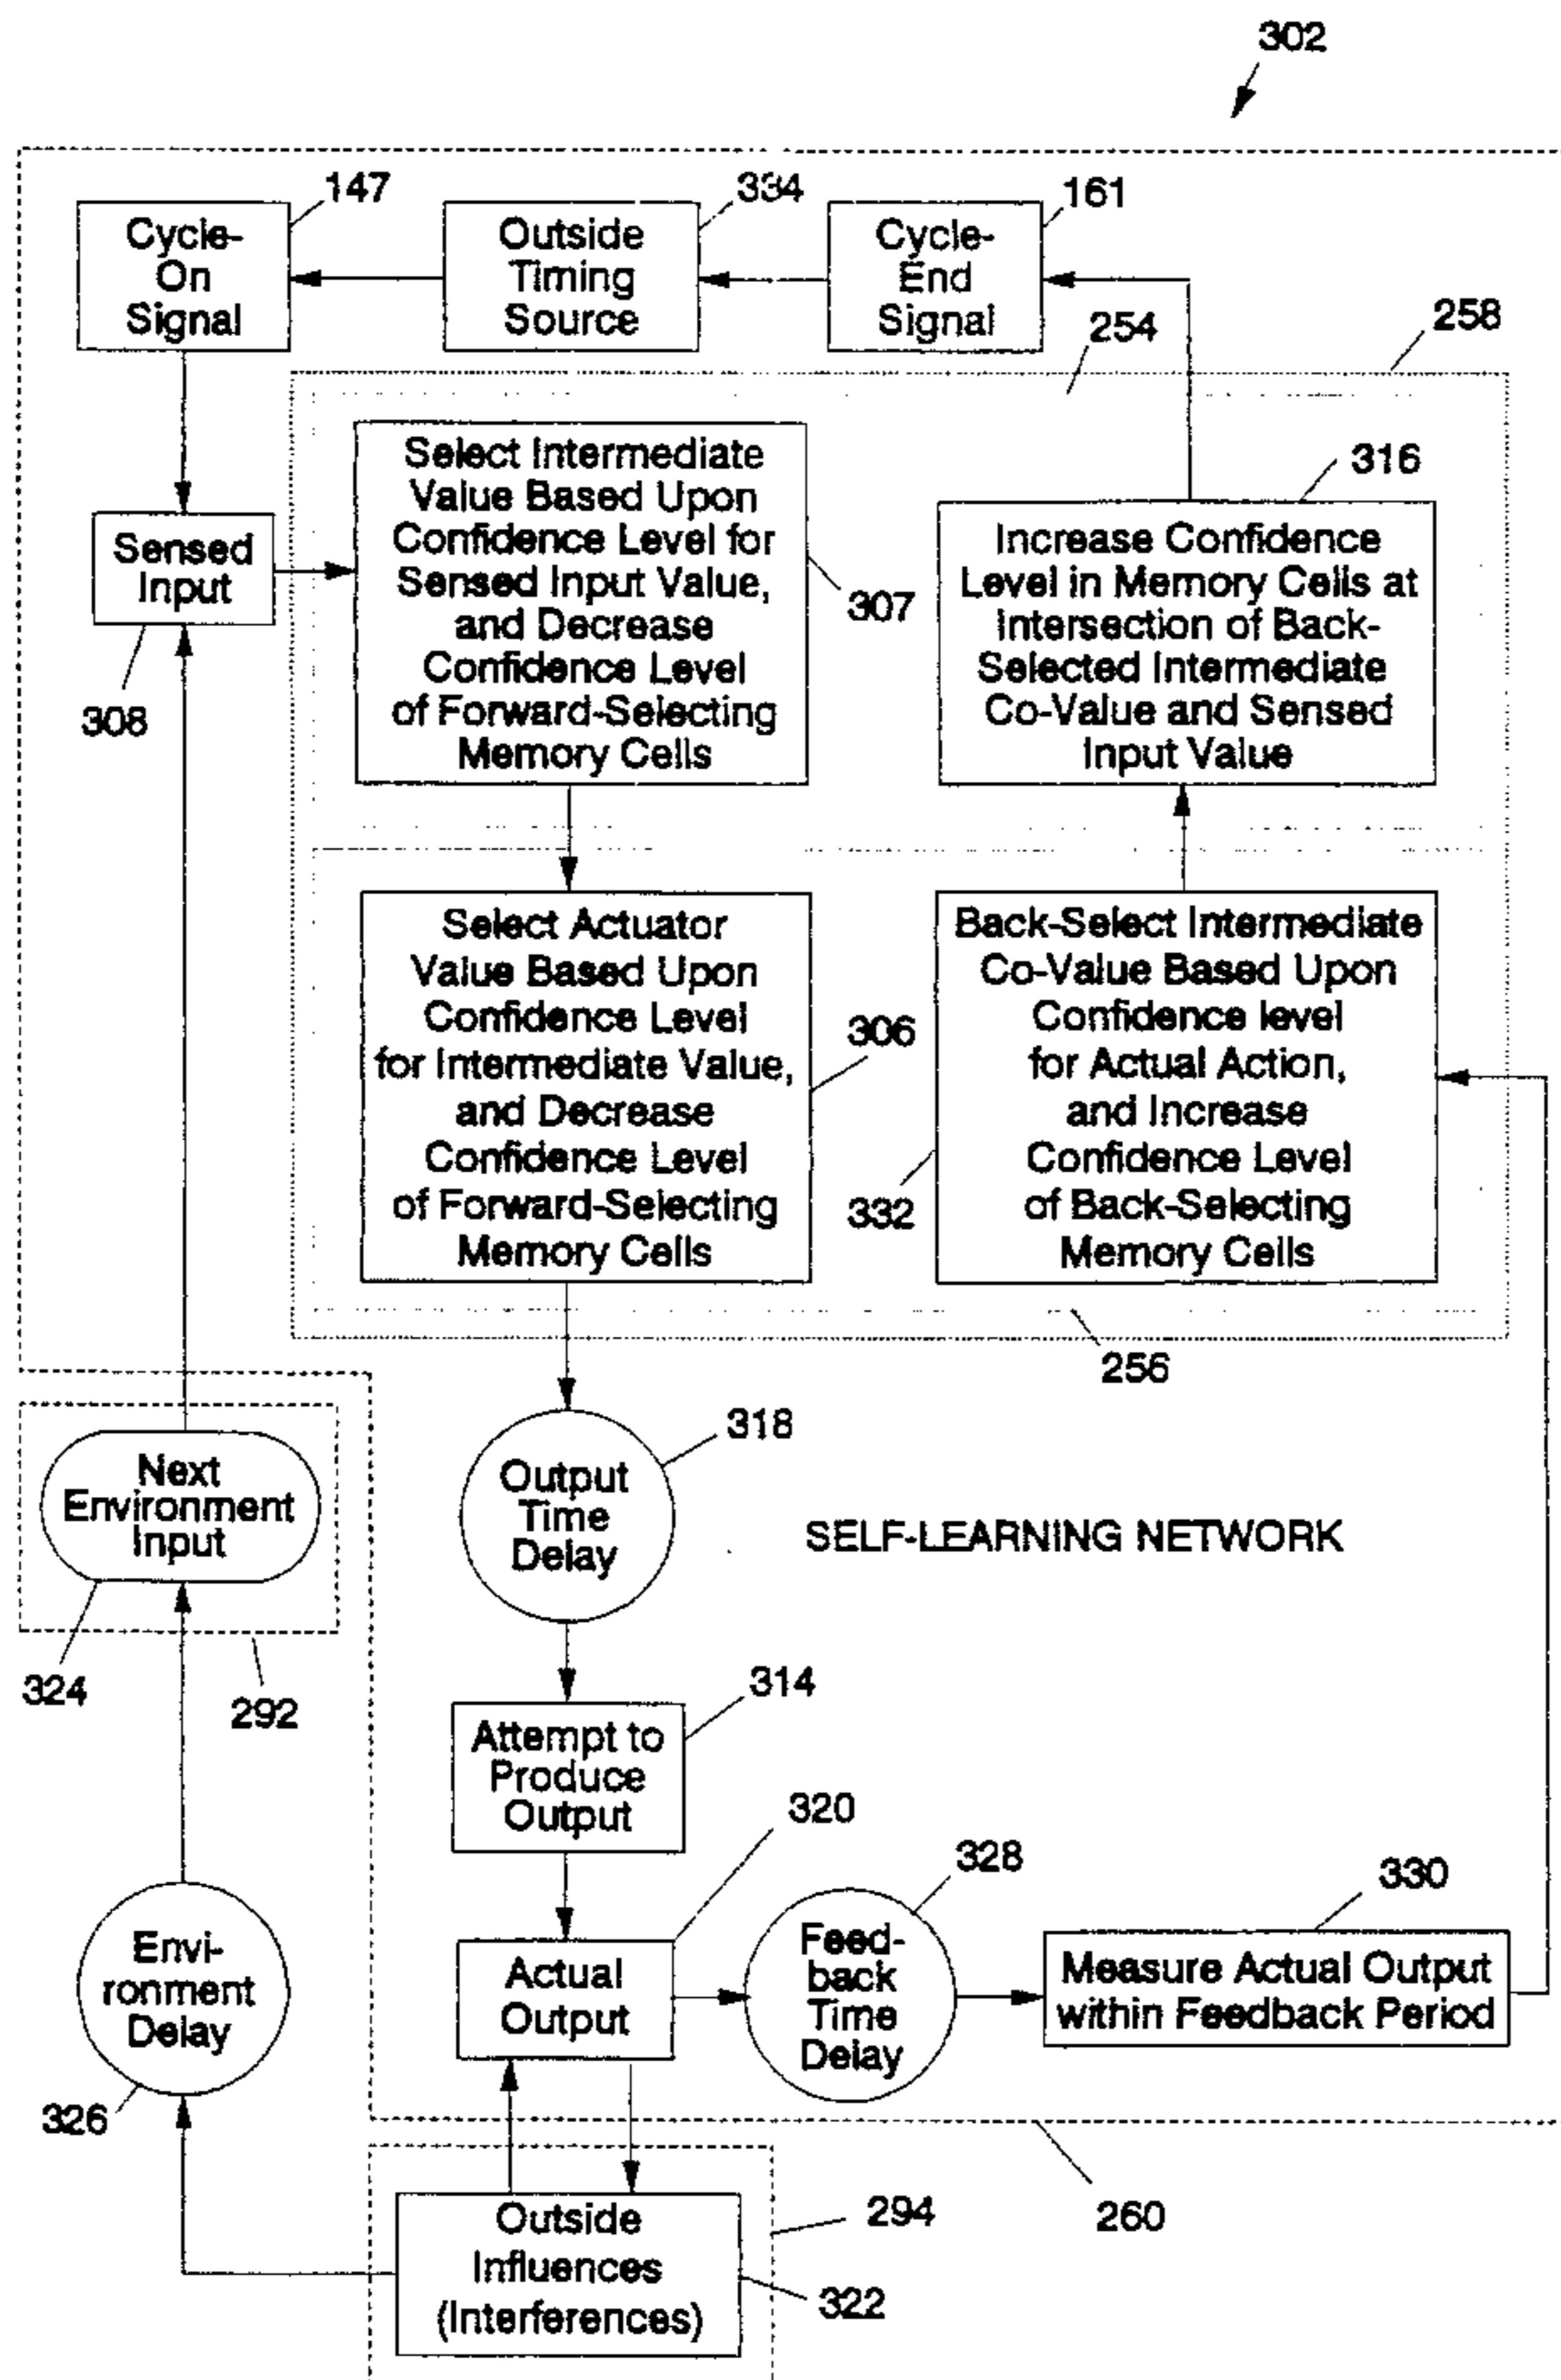 302
147
334
161
Cycle-
On
Signal
Outside
Timing
Source
Cycle-
End
Signal
254
258
Select Intermediate
Value Based Upon
Confidence Level for
Sensed Input Value,
and Decrease
Confidence Level
of Forward-Selecting
Memory Cells
307
316
Increase Confidence
Level in Memory Cells at
Intersection of Back-
Selected Intermediate
Co-Value and Sensed
Input Value
Sensed
Input
308
Select Actuator
Value Based Upon
Confidence Level
for Intermediate Value,
and Decrease
Confidence Level
of Forward-Selecting
Memory Cells
306
Back-Select Intermediate
Co-Value Based Upon
Confidence level
for Actual Action,
and Increase
Confidence Level
of Back-Selecting
Memory Cells
332
256
Next
Environment
Input
324
292
Output
Time
Delay
318
SELF-LEARNING NETWORK
Attempt to
Produce
Output
314
320
Actual
Output
328
Feed-
back
Time
Delay
330
Measure Actual Output
within Feedback Period
Envi-
ronment
Delay
326
Outside
Influences
(Interferences)
294
322
260